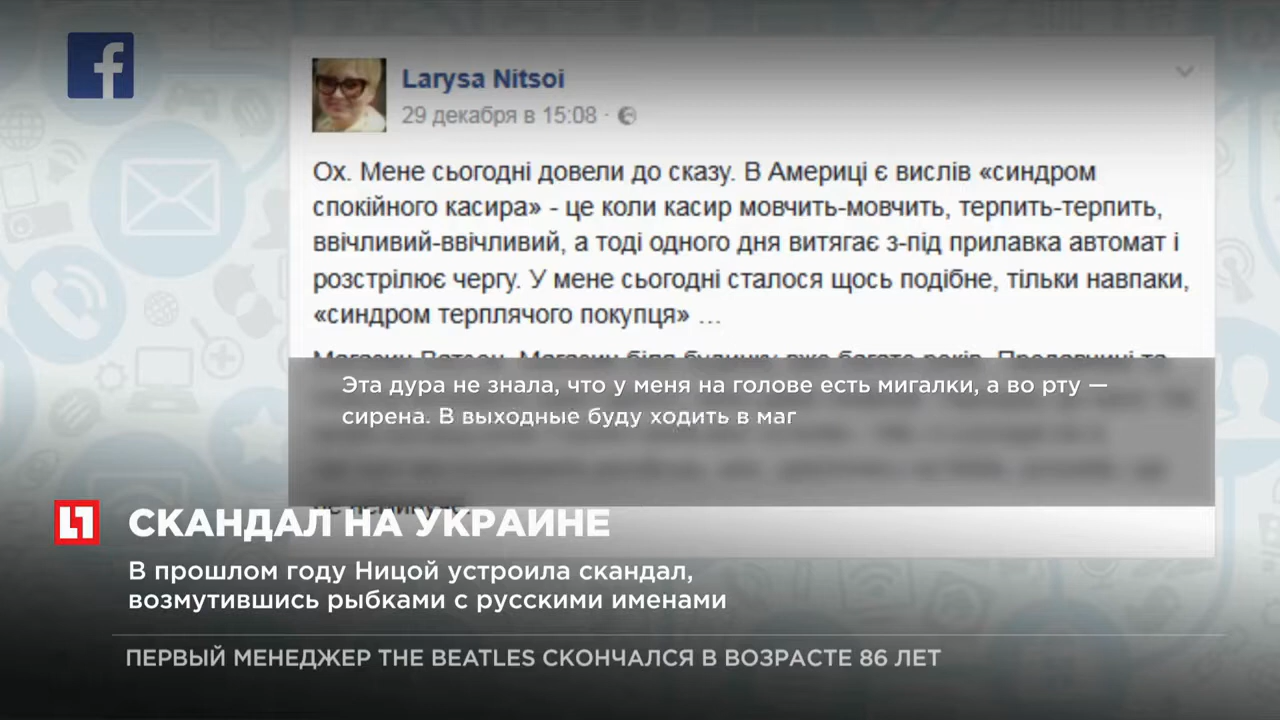 Larysa Nitsoi
29 декабря в 15:08 ·
Ох. Мене сьогодні довели до сказу. В Америці є вислів «синдром
спокійного касира» - це коли касир мовчить-мовчить, терпить-терпить,
ввічливий-ввічливий, а тоді одного дня витягає з-під прилавка автомат і
розстрілює чергу. У мене сьогодні сталося щось подібне, тільки навпаки,
«синдром терплячого покупця» ...
Эта дура не знала, что у меня на голове есть мигалки, а во рту —
сирена. В выходные буду ходить в маг
СКАНДАЛ НА УКРАИНЕ
В прошлом году Ницой устроила скандал,
возмутившись рыбками с русскими именами
ПЕРВЫЙ МЕНЕДЖЕР THE BEATLES СКОНЧАЛСЯ В ВОЗРАСТЕ 86 ЛЕТ